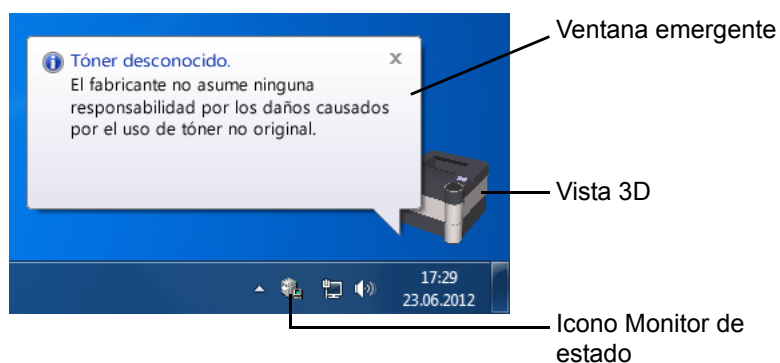 Ventana emergente
Tóner desconocido.
El fabricante no asume ninguna
responsabilidad por los daños causados
por el uso de tóner no original.
Vista 3D
17:29
23.06.2012
Icono Monitor de
estado